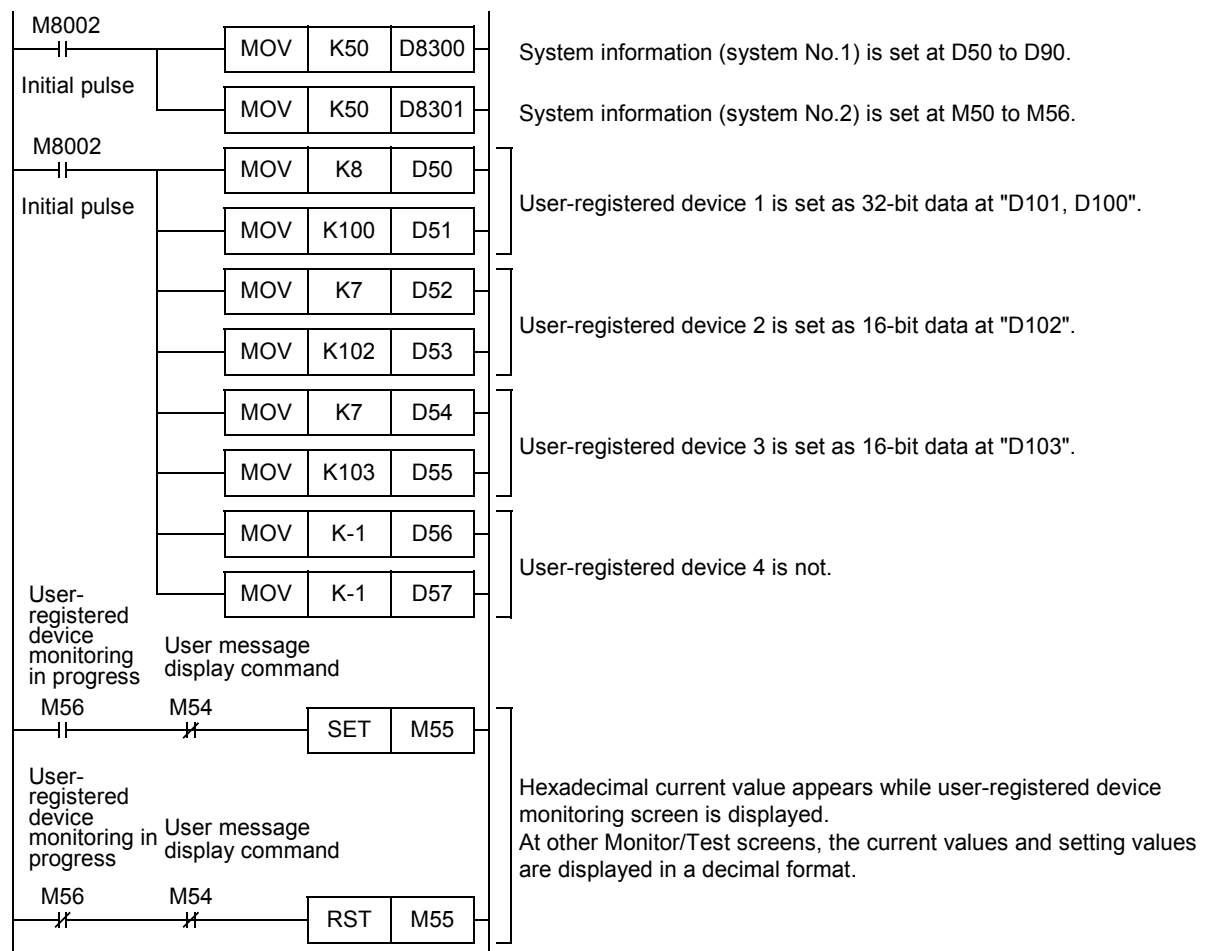 M8002
MOV K50 D8300
System information (system No.1) is set at D50 to D90.
Initial pulse
MOV K50 D8301
System information (system No.2) is set at M50 to M56.
M8002
MOV K8 D50
Initial pulse
User-registered device 1 is set as 32-bit data at "D101, D100".
MOV K100 D51
MOV K7 D52
User-registered device 2 is set as 16-bit data at "D102".
MOV K102 D53
MOV K7 D54
User-registered device 3 is set as 16-bit data at "D103".
MOV K103 D55
MOV K-1 D56
User-registered device 4 is not.
MOV K-1 D57
User-
registered
device
monitoring
in progress
User message
display command
M56 M54
SET M55
User-
registered
device
monitoring in
progress
User message
display command
Hexadecimal current value appears while user-registered device
monitoring screen is displayed.
At other Monitor/Test screens, the current values and setting values
are displayed in a decimal format.
M56 M54
RST M55